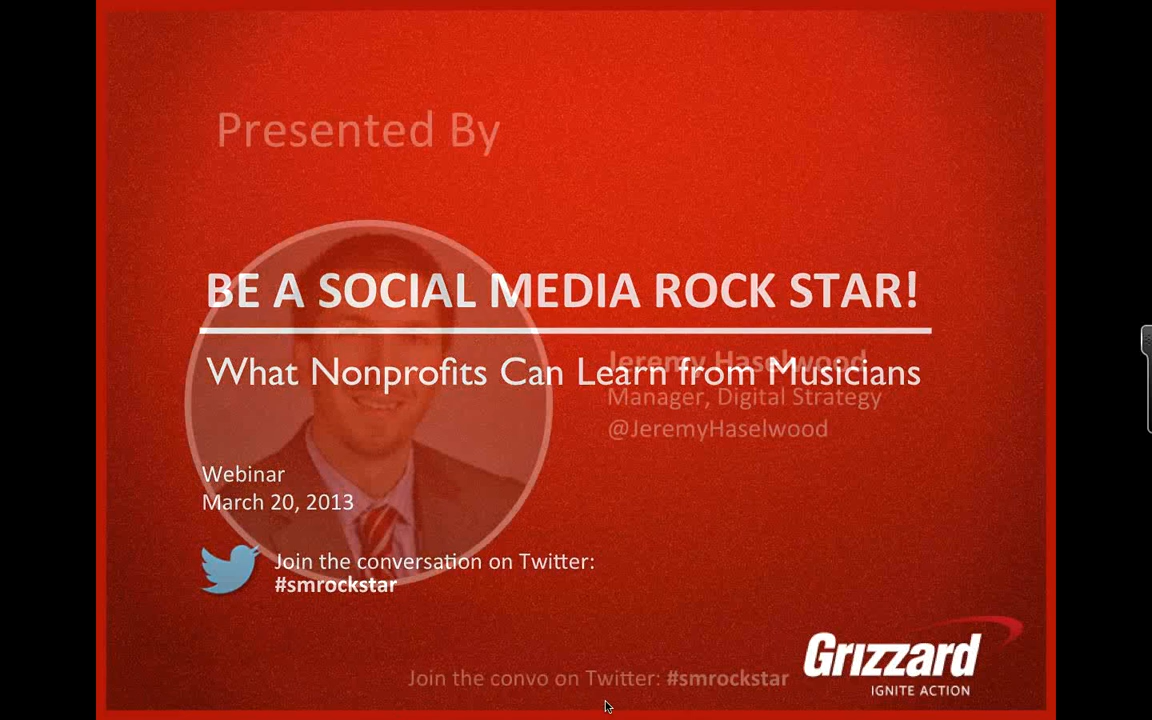 Presented By
BE A SOCIAL MEDIA ROCK STAR!
What Nonprofits Can Learn from Musicians
Jeremy Haselwood
Manager, Digital Strategy
@JeremyHaselwood
Webinar
March 20, 2013
Join the conversation on Twitter:
#smrockstar
Join the convo on Twitter: #smrockstar
Grizzard
IGNITE ACTION